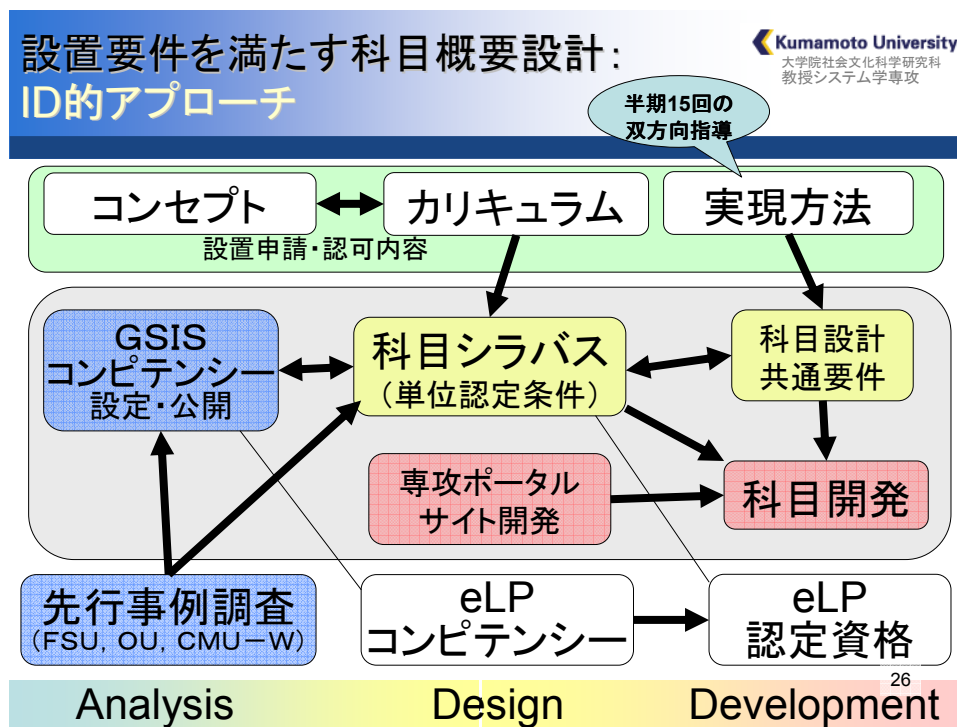 設置要件を満たす科目概要設計:
ID的アプローチ
Kumamoto University
大学院社会文化科学研究科
教授システム学専攻
半期15回の
双方向指導
コンセプト
カリキュラム
実現方法
設置申請・認可内容
GSIS
コンピテンシー
設定・公開
科目シラバス
(単位認定条件)
科目設計
共通要件
専攻ポータル
サイト開発
科目開発
先行事例調査
(FSU, OU, CMU-W)
eLP
コンピテンシー
eLP
認定資格
26
Analysis
Design
Development